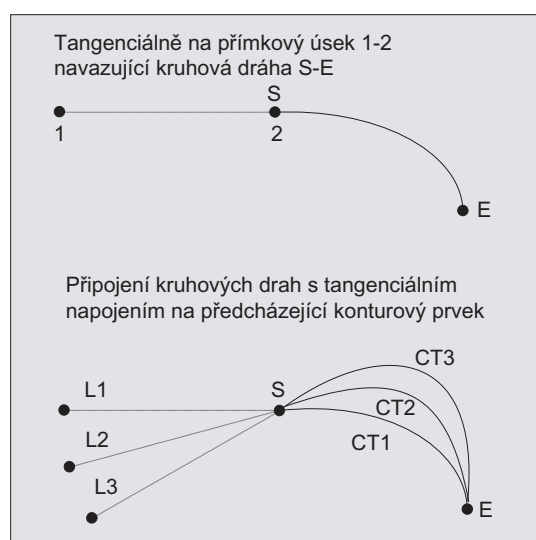 Tangenciálně na přímkový úsek 1-2
navazující kruhová dráha S-E
S
1
2
E
Připojení kruhových drah s tangenciálním
napojením na předcházející konturový prvek
CT3
L1
S
CT2
L2
CT1
L3
E